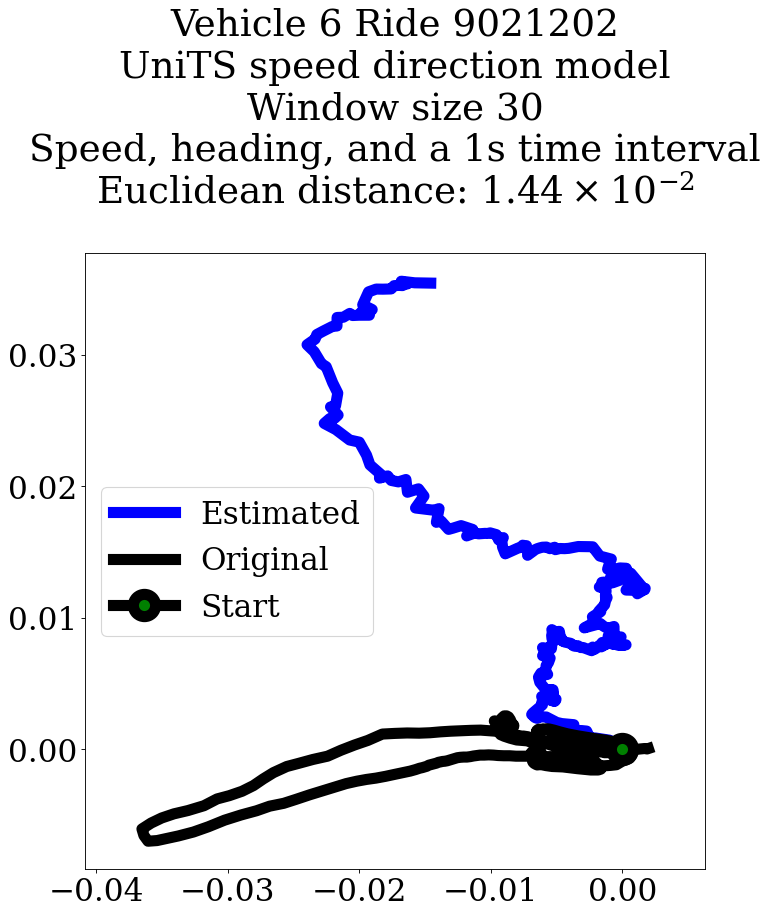 Vehicle 6 Ride 9021202
UniTS speed direction model
Window size 30
Speed, heading, and a 1s time interval
Euclidean distance: 1.44 × 10⁻²
0.03
0.02
0.01
0.00
Estimated
Original
Start
−0.04 −0.03 −0.02 −0.01 0.00